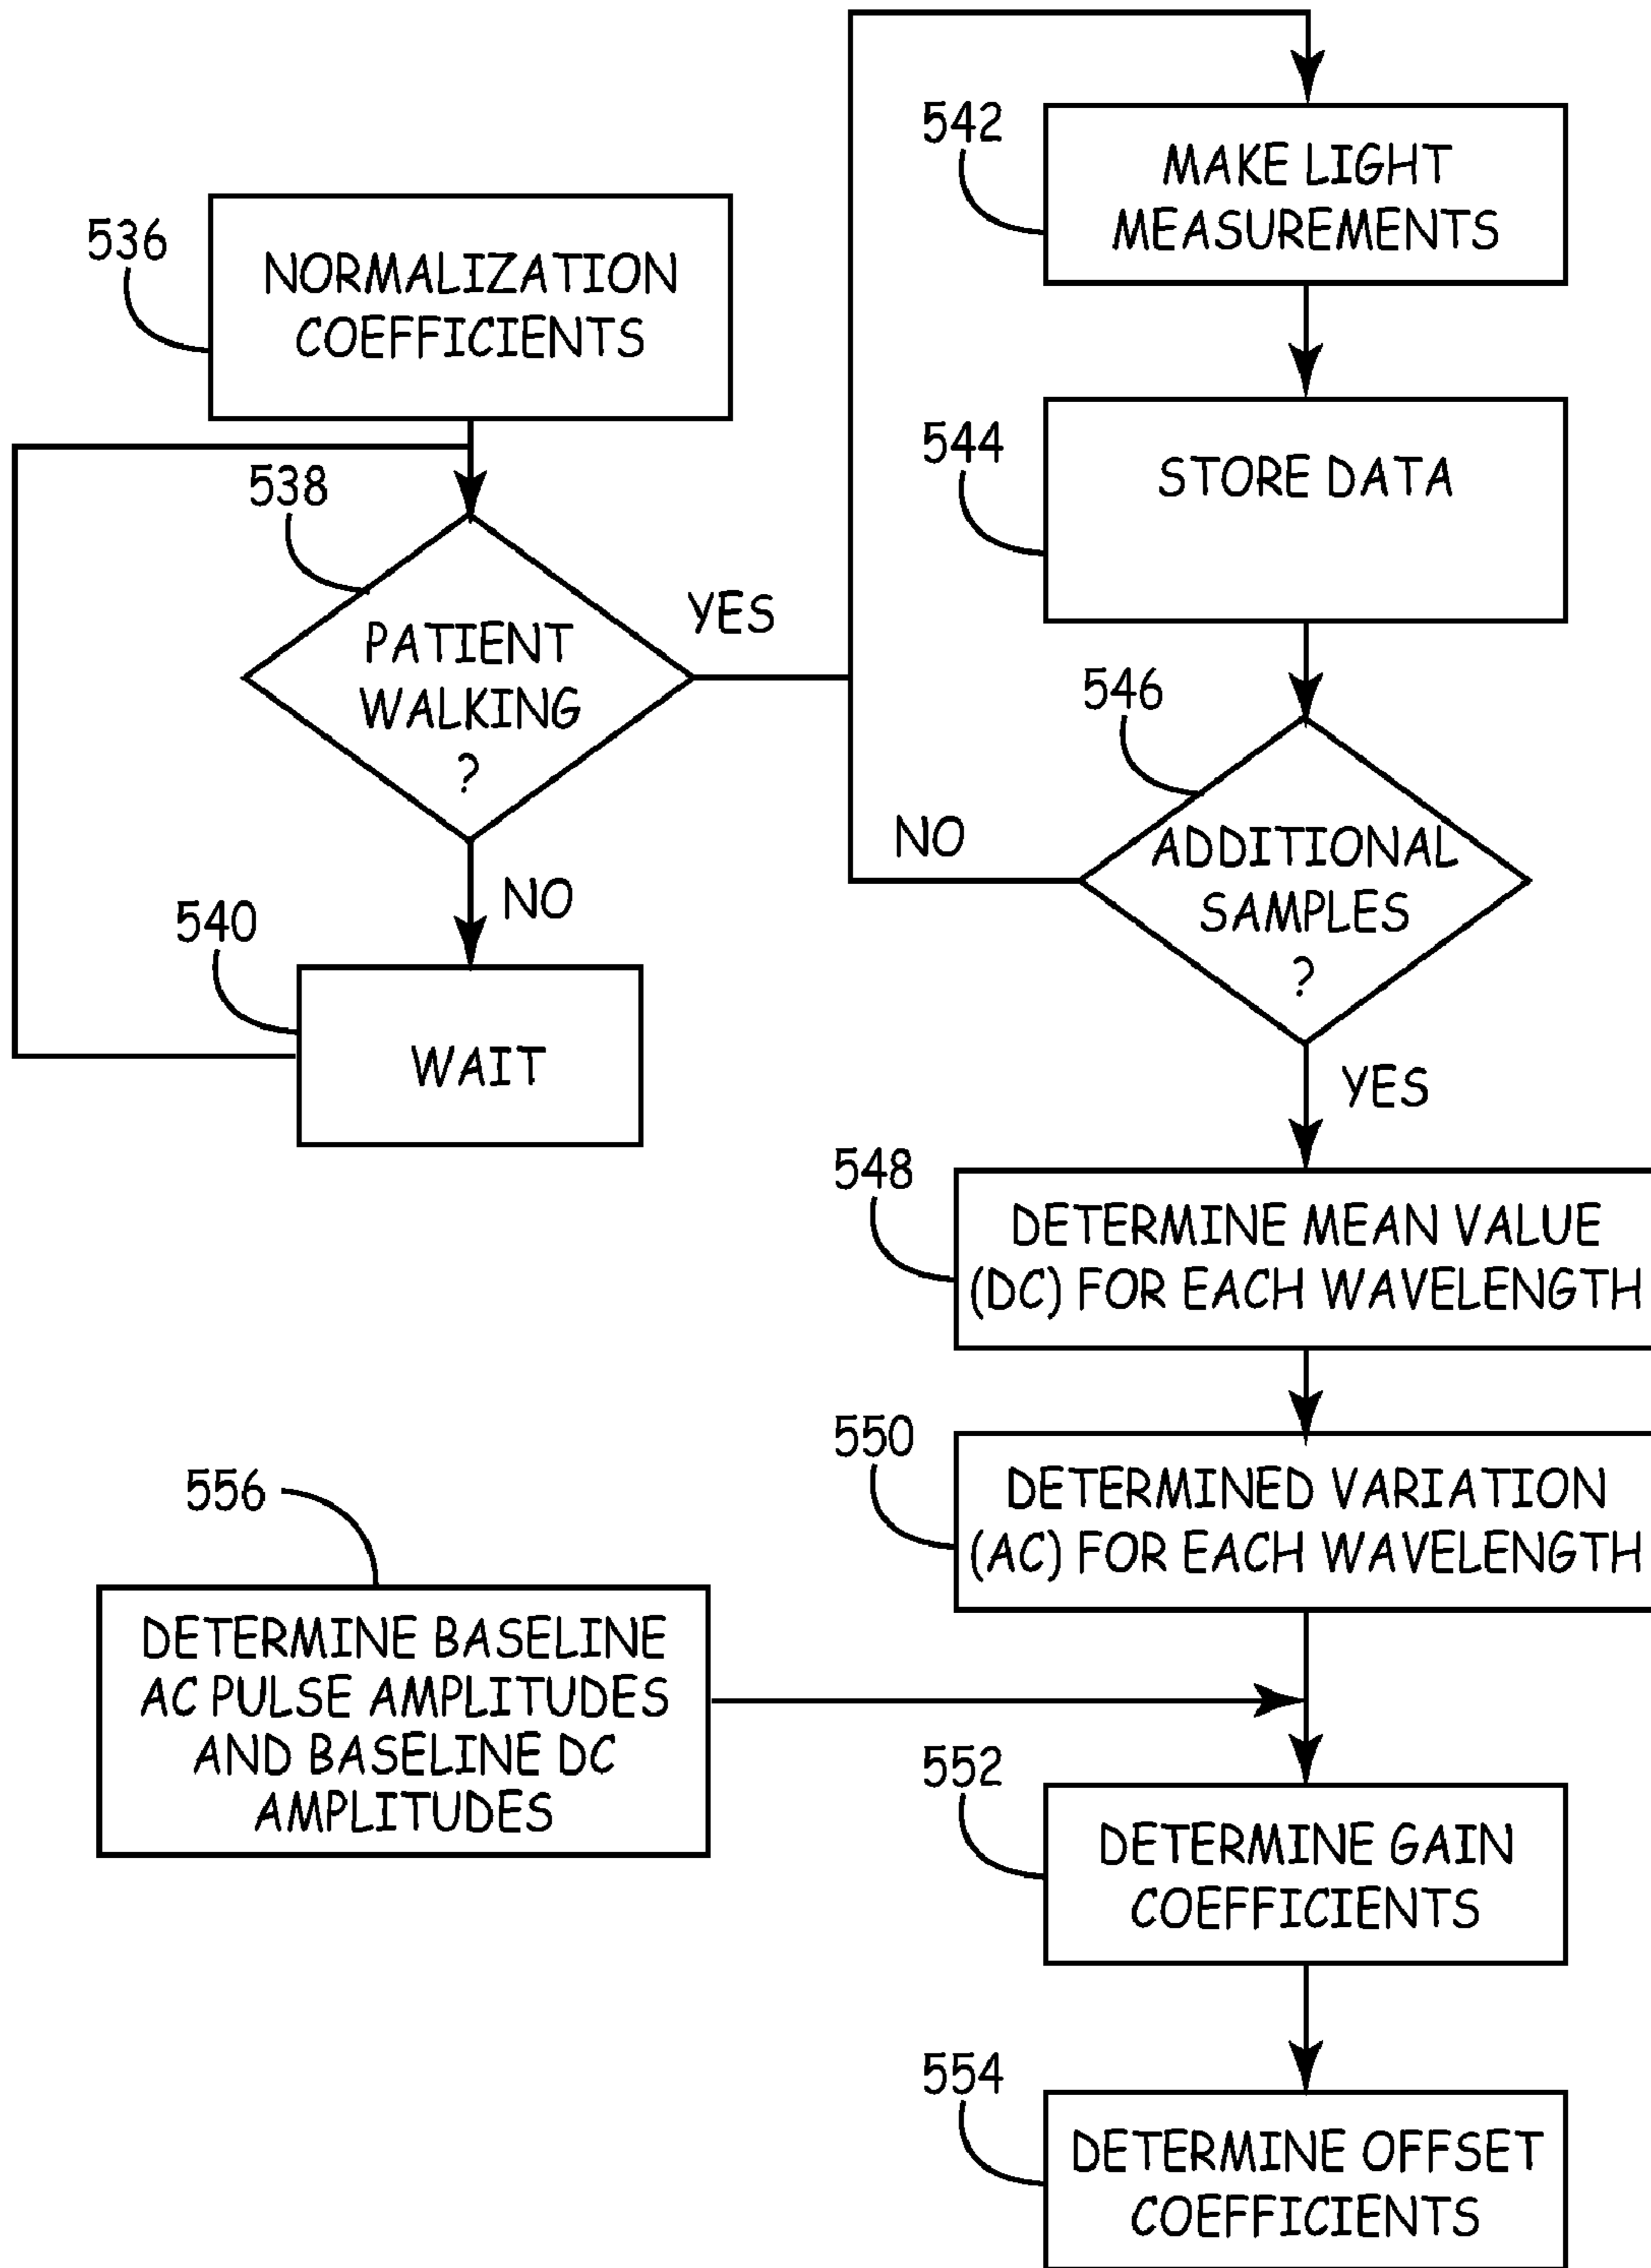 536
NORMALIZATION
COEFFICIENTS
538
PATIENT
WALKING
?
YES
NO
540
WAIT
542
MAKE LIGHT
MEASUREMENTS
544
STORE DATA
546
ADDITIONAL
SAMPLES
?
NO
YES
548
DETERMINE MEAN VALUE
(DC) FOR EACH WAVELENGTH
550
DETERMINED VARIATION
(AC) FOR EACH WAVELENGTH
556
DETERMINE BASELINE
AC PULSE AMPLITUDES
AND BASELINE DC
AMPLITUDES
552
DETERMINE GAIN
COEFFICIENTS
554
DETERMINE OFFSET
COEFFICIENTS